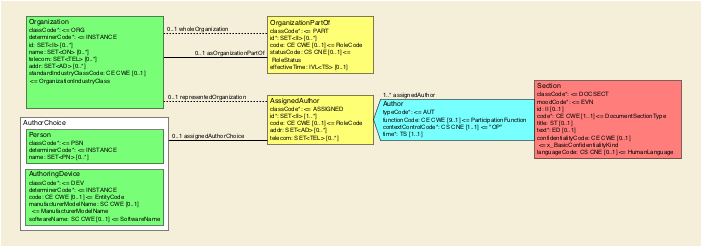 Organization
classCode*: <= ORG
determinerCode*: <= INSTANCE
id: SET<II> [0..*]
name: SET<ON> [0..*]
telecom: SET<TEL> [0..*]
addr: SET<AD> [0..*]
standardIndustryClassCode: CE CWE [0..1]
<= OrganizationIndustryClass
0..1 wholeOrganization
0..1 asOrganizationPartOf
OrganizationPartOf
classCode*: <= PART
id*: SET<II> [0..*]
code: CE CWE [0..1] <= RoleCode
statusCode: CS CNE [0..1] <=
RoleStatus
effectiveTime: IVL<TS> [0..1]
0..1 representedOrganization
AssignedAuthor
classCode*: <= ASSIGNED
id*: SET<II> [1..*]
code: CE CWE [0..1] <= RoleCode
addr: SET<AD> [0..*]
telecom: SET<TEL> [0..*]
1..* assignedAuthor
Author
typeCode*: <= AUT
functionCode: CE CWE [0..1] <= ParticipationFunction
contextControlCode*: CS CNE [1..1] <= "OP"
time*: TS [1..1]
Section
classCode*: <= DOCSECT
moodCode*: <= EVN
id: II [0..1]
code*: CE CWE [1..1] <= DocumentSectionType
title: ST [0..1]
text*: ED [0..1]
confidentialityCode: CE CWE [0..1]
<= x_BasicConfidentialityKind
languageCode: CS CNE [0..1] <= HumanLanguage
AuthorChoice
0..1 assignedAuthorChoice
Person
classCode*: <= PSN
determinerCode*: <= INSTANCE
name: SET<PN> [0..*]
AuthoringDevice
classCode*: <= DEV
determinerCode*: <= INSTANCE
code: CE CWE [0..1] <= EntityCode
manufacturerModelName: SC CWE [0..1]
<= ManufacturerModelName
softwareName: SC CWE [0..1] <= SoftwareName